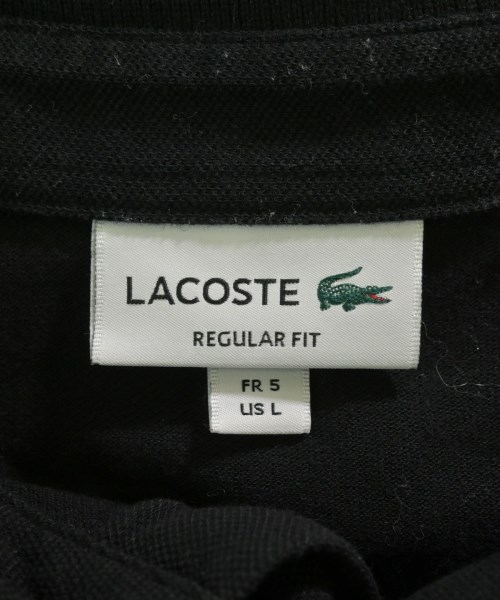 LACOSTE
REGULAR FIT
FR 5
US L